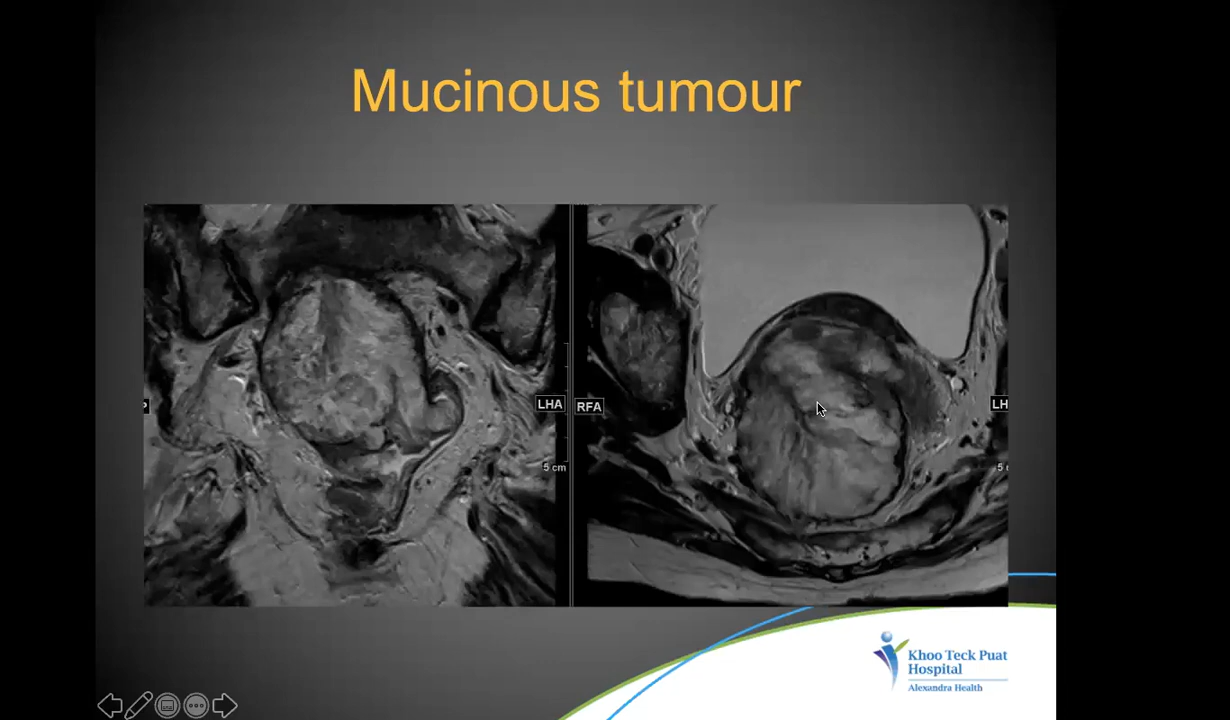 Mucinous tumour
LHA
RFA
LH
5 cm
5
Khoo Teck Puat
Hospital
Alexandra Health